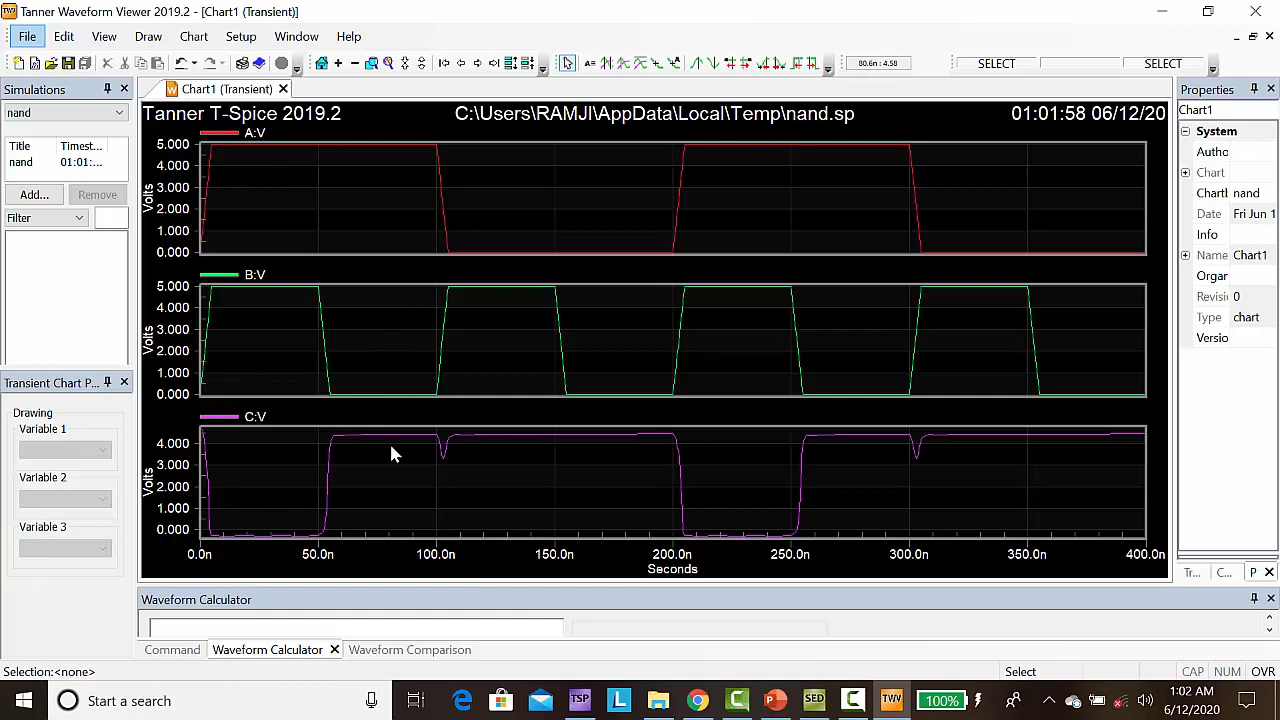 Tanner Waveform Viewer 2019.2 - [Chart1 (Transient)]
File Edit View Draw Chart Setup Window Help
80.6n : 4.58 SELECT SELECT
Simulations
nand
Title Timest...
nand 01:01:...
Add... Remove
Filter
Transient Chart P...
Drawing
Variable 1
Variable 2
Variable 3
Chart1 (Transient)
Tanner T-Spice 2019.2 C:\Users\RAMJI\AppData\Local\Temp\nand.sp 01:01:58 06/12/20
A:V
5.000
4.000
3.000
2.000
1.000
0.000
Volts
B:V
5.000
4.000
3.000
2.000
1.000
0.000
Volts
C:V
4.000
3.000
2.000
1.000
0.000
Volts
0.0n 50.0n 100.0n 150.0n 200.0n 250.0n 300.0n 350.0n 400.0n
Seconds
Properties
Chart1
System
Autho
Chart
Chartl nand
Date Fri Jun 1
Info
Name Chart1
Organ
Revisi 0
Type chart
Versio
Tr... C... P
Waveform Calculator
Command Waveform Calculator Waveform Comparison
Selection:<none> Select CAP NUM OVR
Start a search TSP L SED TWV 100% 1:02 AM
6/12/2020